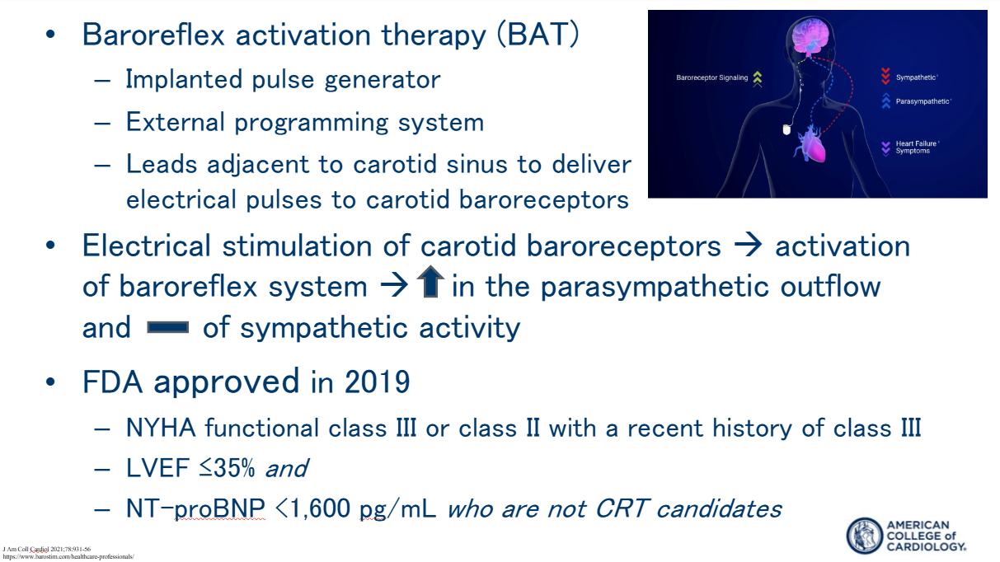 • Baroreflex activation therapy (BAT)
– Implanted pulse generator
– External programming system
– Leads adjacent to carotid sinus to deliver
electrical pulses to carotid baroreceptors
Baroreceptor Signaling
Sympathetic¹
Parasympathetic¹
Heart Failure¹
Symptoms
• Electrical stimulation of carotid baroreceptors → activation
of baroreflex system → ⬆ in the parasympathetic outflow
and ▬ of sympathetic activity
• FDA approved in 2019
– NYHA functional class III or class II with a recent history of class III
– LVEF ≤35% and
– NT-proBNP <1,600 pg/mL who are not CRT candidates
J Am Coll Cardiol 2021;78:931-56
https://www.barostim.com/healthcare-professionals/
AMERICAN
COLLEGE of
CARDIOLOGY®